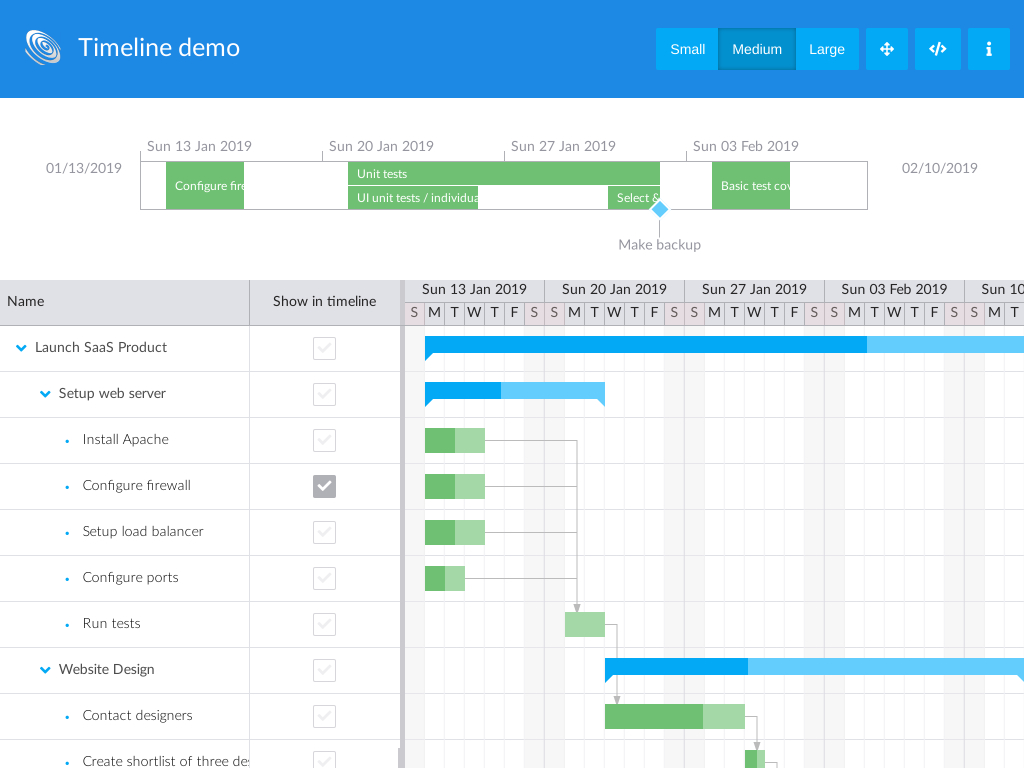 Timeline demo
Small Medium Large
Sun 13 Jan 2019 Sun 20 Jan 2019 Sun 27 Jan 2019 Sun 03 Feb 2019
01/13/2019 02/10/2019
Configure fire
Unit tests
UI unit tests / individua
Select &
Basic test cov
Make backup
Name Show in timeline
Sun 13 Jan 2019 Sun 20 Jan 2019 Sun 27 Jan 2019 Sun 03 Feb 2019 Sun 10
S M T W T F S S M T W T F S S M T W T F S S M T W T F S S M T
Launch SaaS Product
Setup web server
Install Apache
Configure firewall
Setup load balancer
Configure ports
Run tests
Website Design
Contact designers
Create shortlist of three des